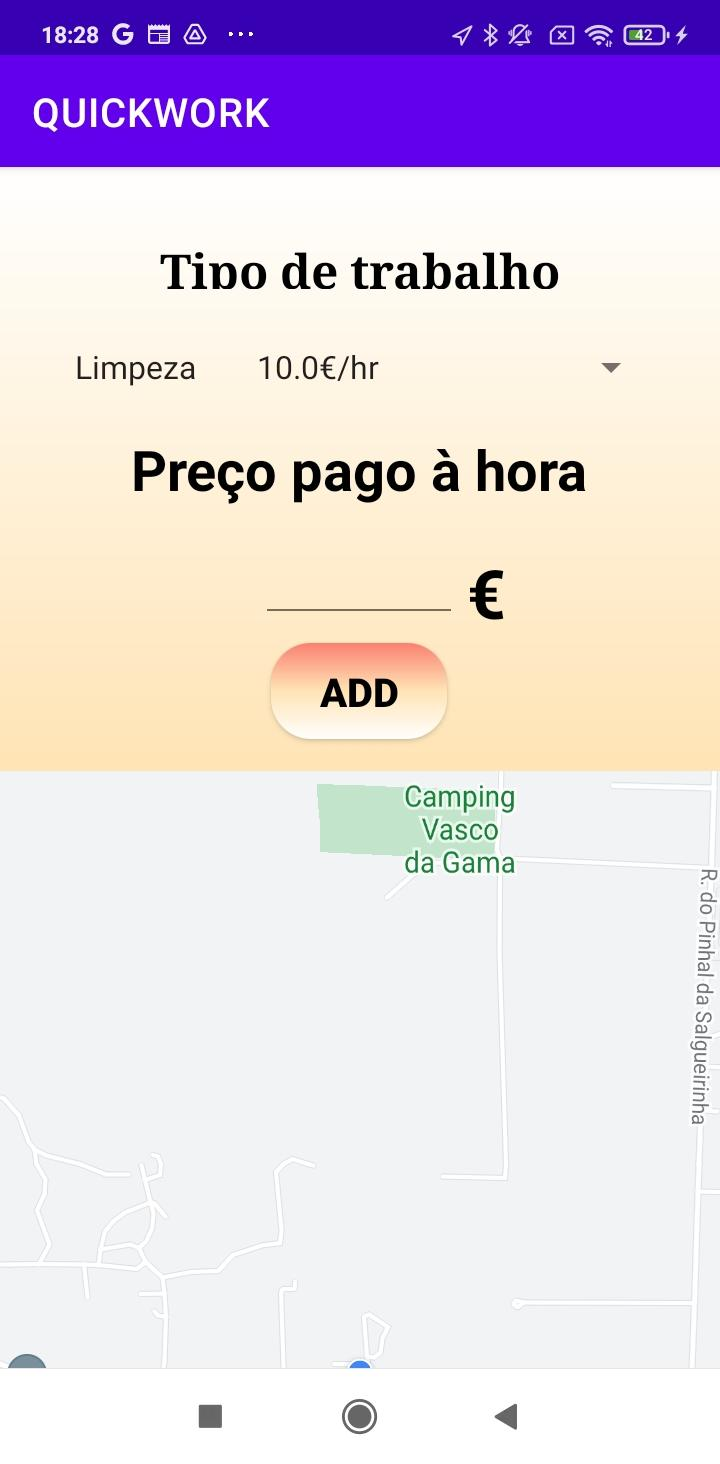 18:28 G 42
QUICKWORK
Tipo de trabalho
Limpeza 10.0€/hr
Preço pago à hora
€
ADD
Camping
Vasco
da Gama
R. do Pinhal da Salgueirinha